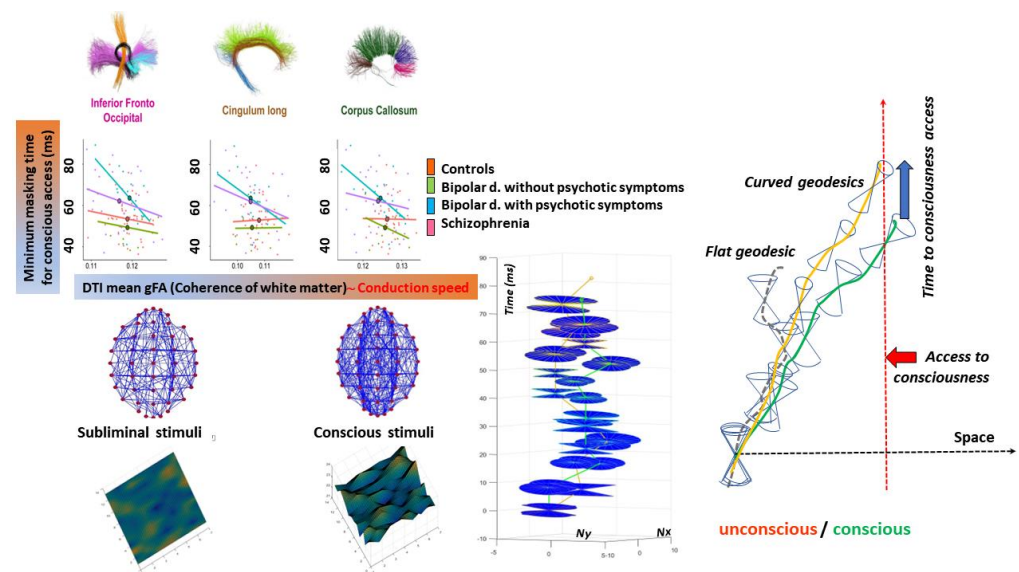 Inferior Fronto
Occipital
Cingulum long
Corpus Callosum
Minimum masking time
for conscious access (ms)
80
60
40
0.11
0.12
80
60
40
0.10
0.11
80
60
40
0.12
0.13
Controls
Bipolar d. without psychotic symptoms
Bipolar d. with psychotic symptoms
Schizophrenia
DTI mean gFA (Coherence of white matter)~ Conduction speed
Subliminal stimuli
Conscious stimuli
Time (ms)
90
80
70
60
50
40
30
20
10
0
-10
-5
0
5-10
0
10
Ny
Nx
Curved geodesics
Flat geodesic
Time to consciousness access
Access to
consciousness
Space
unconscious / conscious